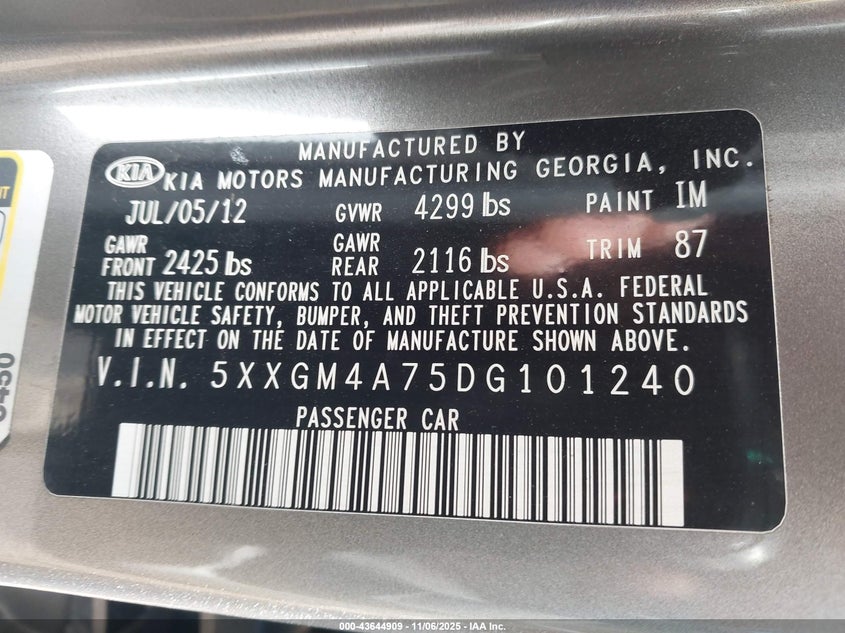 MANUFACTURED BY
KIA KIA MOTORS MANUFACTURING GEORGIA, INC.
JUL/05/12 GVWR 4299 lbs PAINT IM
GAWR FRONT 2425 lbs GAWR REAR 2116 lbs TRIM 87
THIS VEHICLE CONFORMS TO ALL APPLICABLE U.S.A. FEDERAL
MOTOR VEHICLE SAFETY, BUMPER, AND THEFT PREVENTION STANDARDS
IN EFFECT ON THE DATE OF MANUFACTURE SHOWN ABOVE.
V.I.N. 5XXGM4A75DG101240
PASSENGER CAR
000-43644909 - 11/06/2025 - IAA Inc.